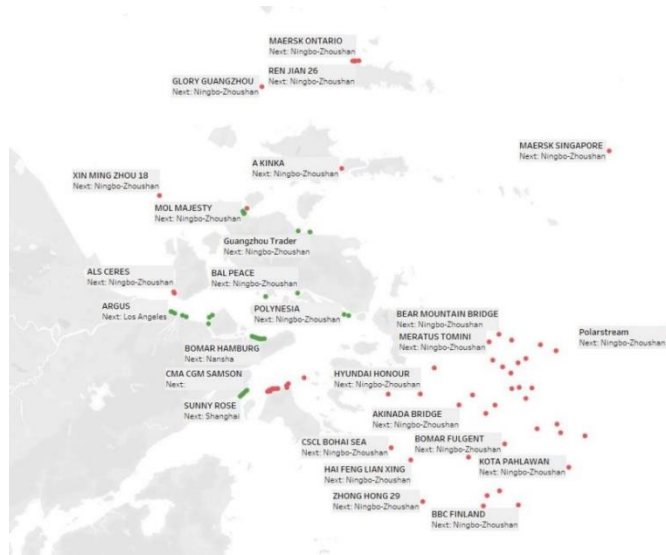 MAERSK ONTARIO
Next: Ningbo-Zhoushan
REN JIAN 26
Next: Ningbo-Zhoushan
GLORY GUANGZHOU
Next: Ningbo-Zhoushan
MAERSK SINGAPORE
Next: Ningbo-Zhoushan
A KINKA
Next: Ningbo-Zhoushan
XIN MING ZHOU 18
Next: Ningbo-Zhoushan
MOL MAJESTY
Next: Ningbo-Zhoushan
Guangzhou Trader
Next: Ningbo-Zhoushan
ALS CERES
Next: Ningbo-Zhoushan
BAL PEACE
Next: Ningbo-Zhoushan
ARGUS
Next: Los Angeles
POLYNESIA
Next: Ningbo-Zhoushan
BEAR MOUNTAIN BRIDGE
Next: Ningbo-Zhoushan
MERATUS TOMINI
Next: Ningbo-Zhoushan
Polarstream
Next: Ningbo-Zhoushan
BOMAR HAMBURG
Next: Nansha
CMA CGM SAMSON
Next:
HYUNDAI HONOUR
Next: Ningbo-Zhoushan
SUNNY ROSE
Next: Shanghai
AKINADA BRIDGE
Next: Ningbo-Zhoushan
CSCL BOHAI SEA
Next: Ningbo-Zhoushan
BOMAR FULGENT
Next: Ningbo-Zhoushan
HAI FENG LIAN XING
Next: Ningbo-Zhoushan
KOTA PAHLAWAN
Next: Ningbo-Zhoushan
ZHONG HONG 29
Next: Ningbo-Zhoushan
BBC FINLAND
Next: Ningbo-Zhoushan